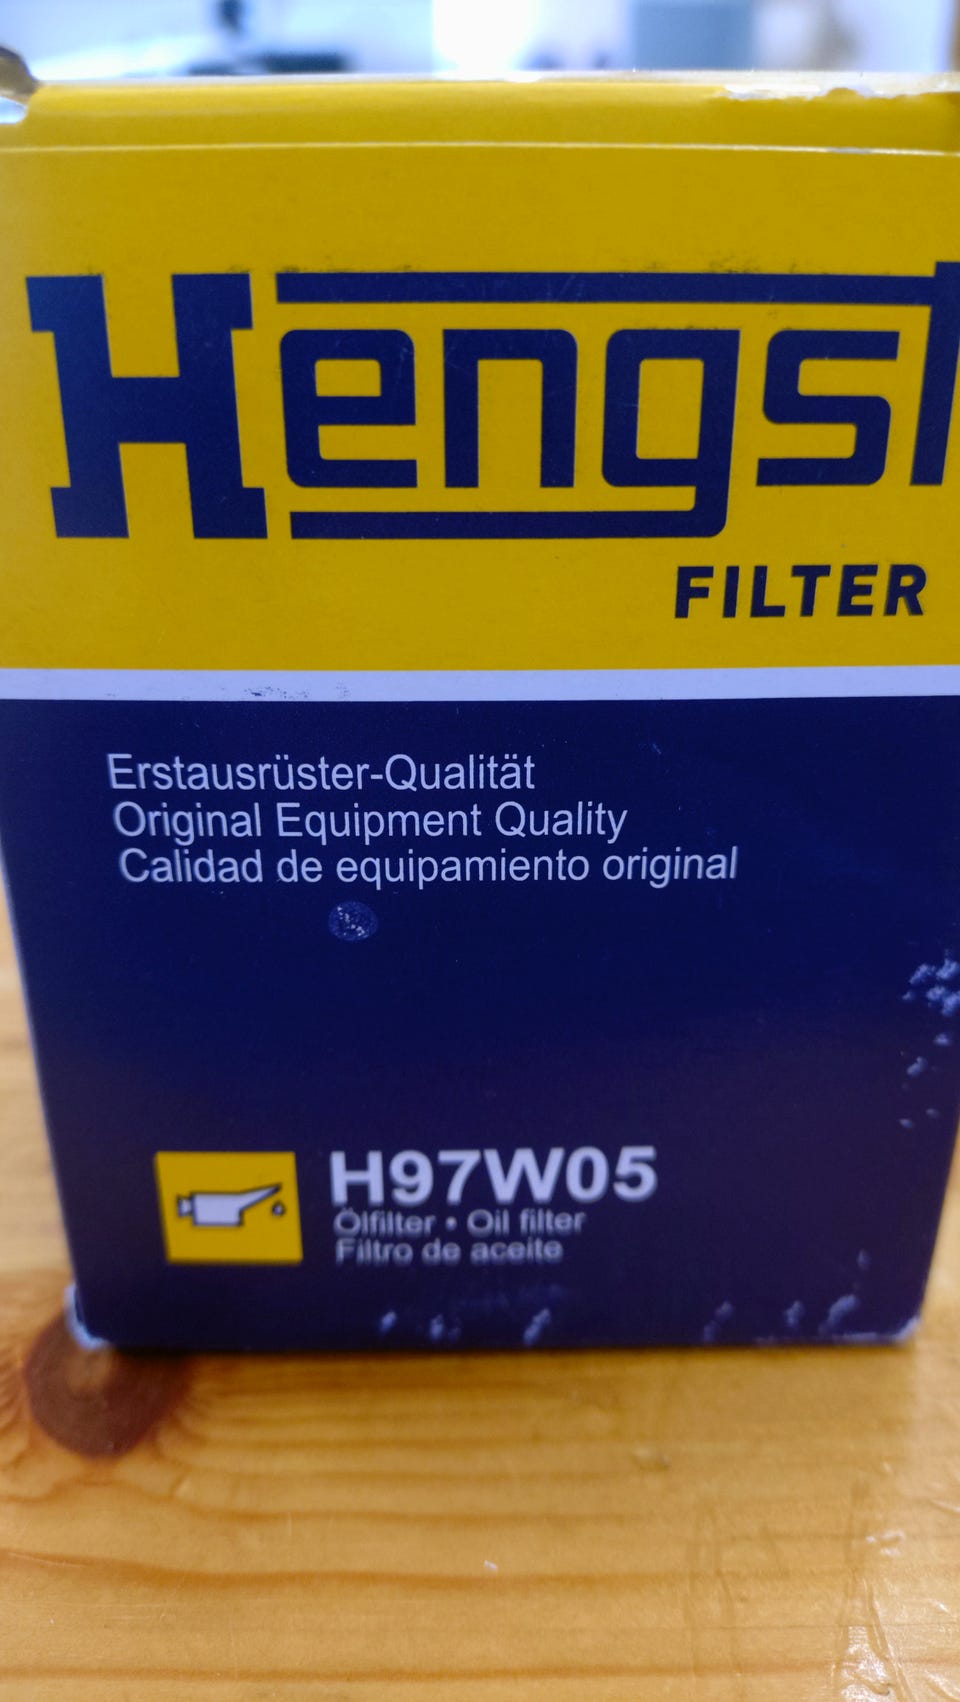 Hengst
FILTER
Erstausrüster-Qualität
Original Equipment Quality
Calidad de equipamiento original
H97W05
Ölfilter • Oil filter
Filtro de aceite